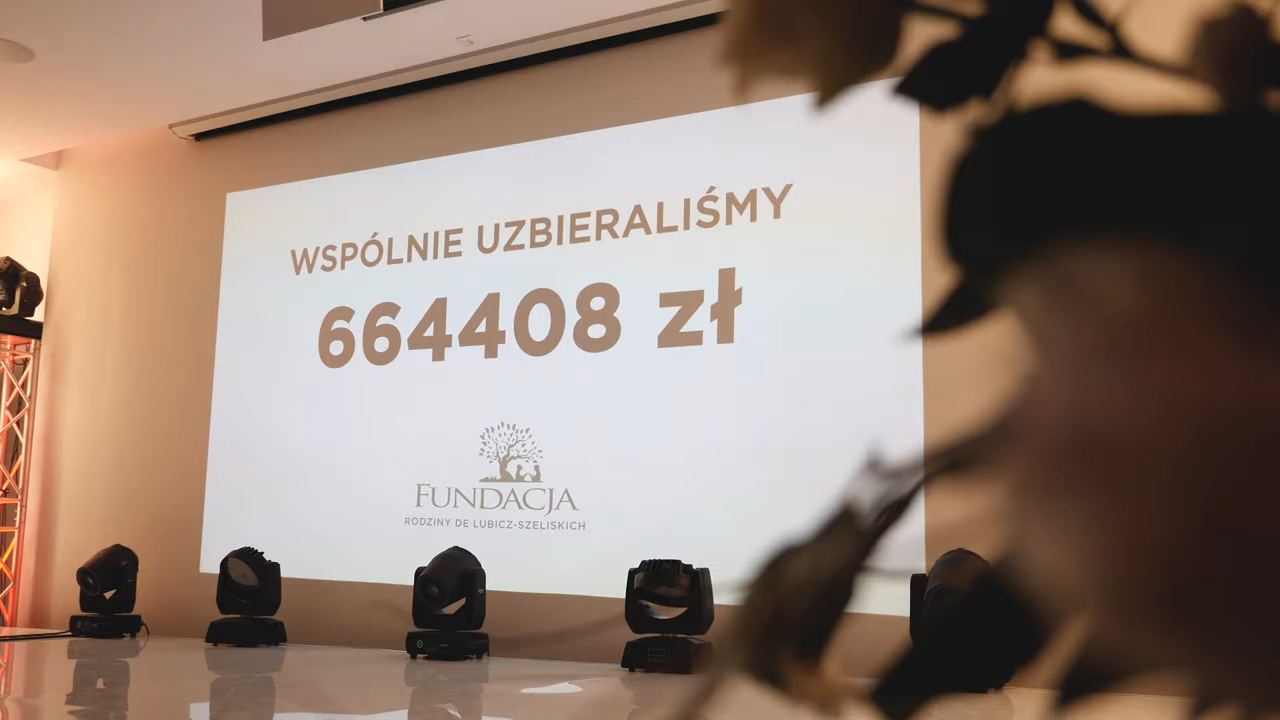 WSPÓLNIE UZBIERALIŚMY
664408 zł
FUNDACJA
RODZINY DE LUBICZ-SZELISKICH